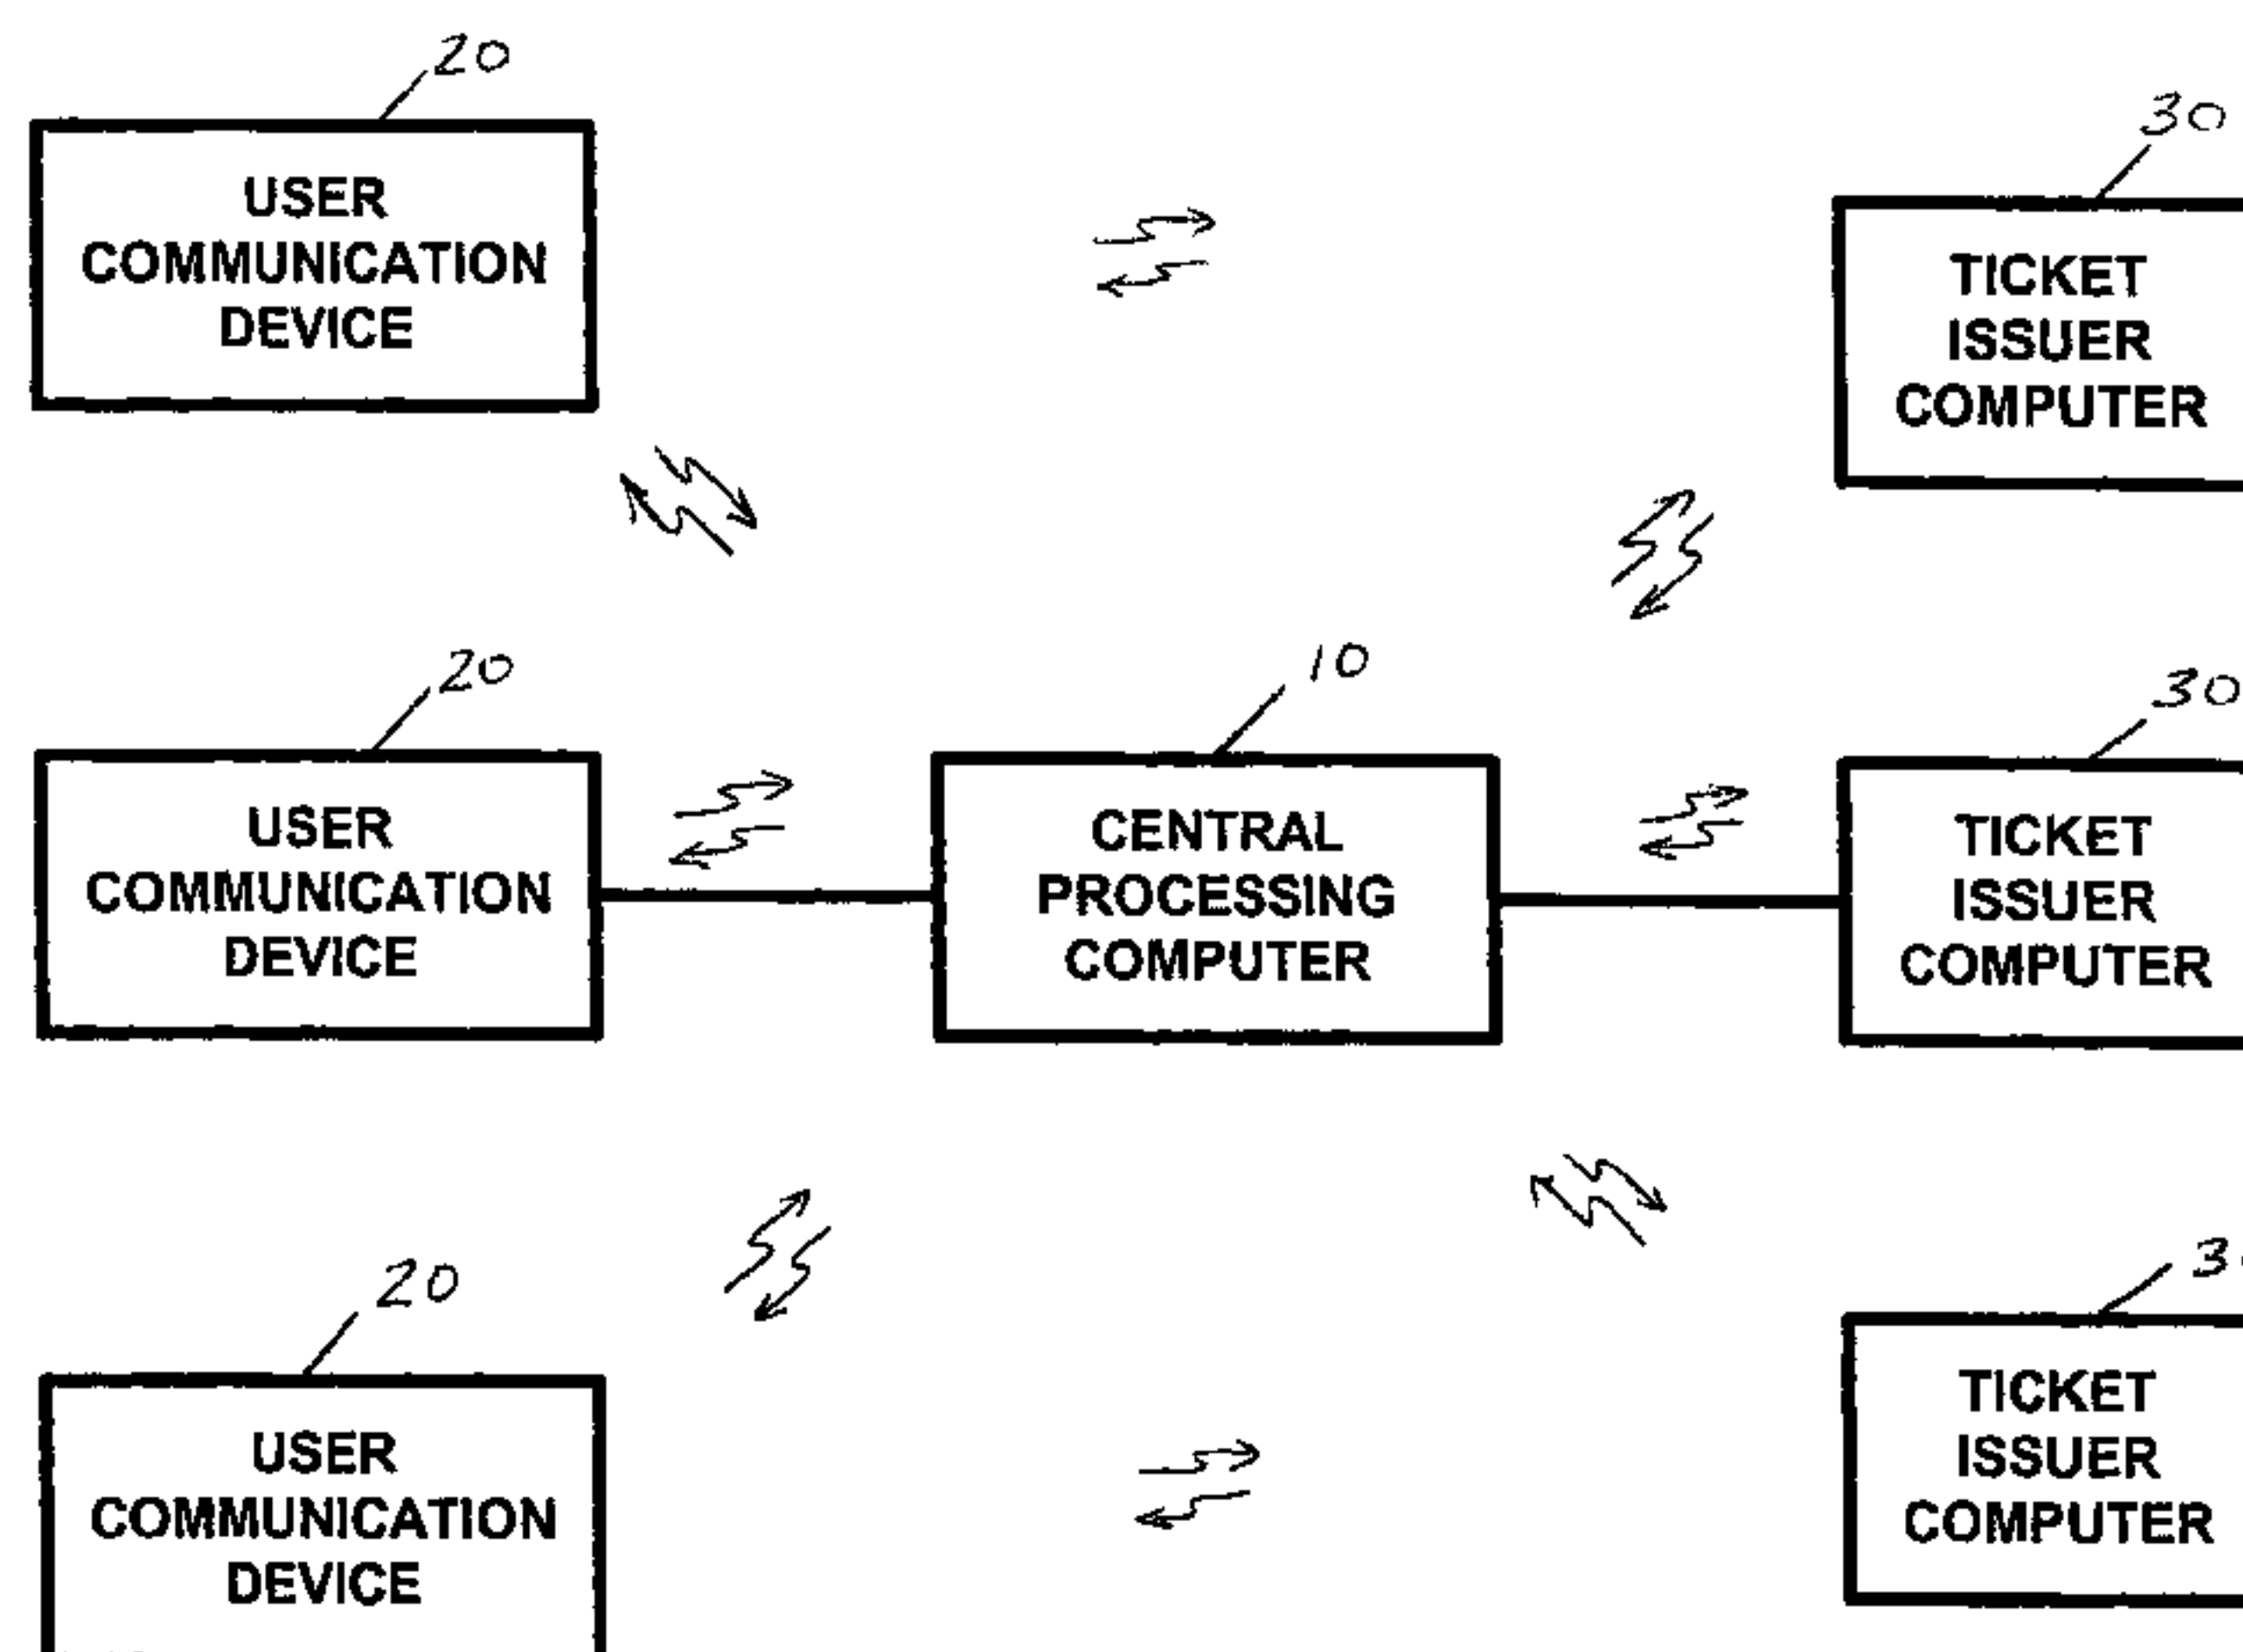 20
USER
COMMUNICATION
DEVICE
30
TICKET
ISSUER
COMPUTER
20
USER
COMMUNICATION
DEVICE
10
CENTRAL
PROCESSING
COMPUTER
30
TICKET
ISSUER
COMPUTER
20
USER
COMMUNICATION
DEVICE
TICKET
ISSUER
COMPUTER